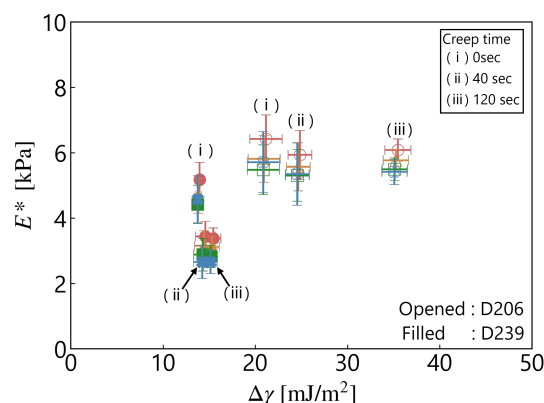 10
8
6
4
2
0
E* [kPa]
Creep time
(ⅰ) 0sec
(ⅱ) 40 sec
(ⅲ) 120 sec
(ⅰ)
(ⅱ)
(ⅲ)
(ⅰ)
(ⅱ)
(ⅲ)
Opened : D206
Filled : D239
0 10 20 30 40 50
Δγ [mJ/m²]